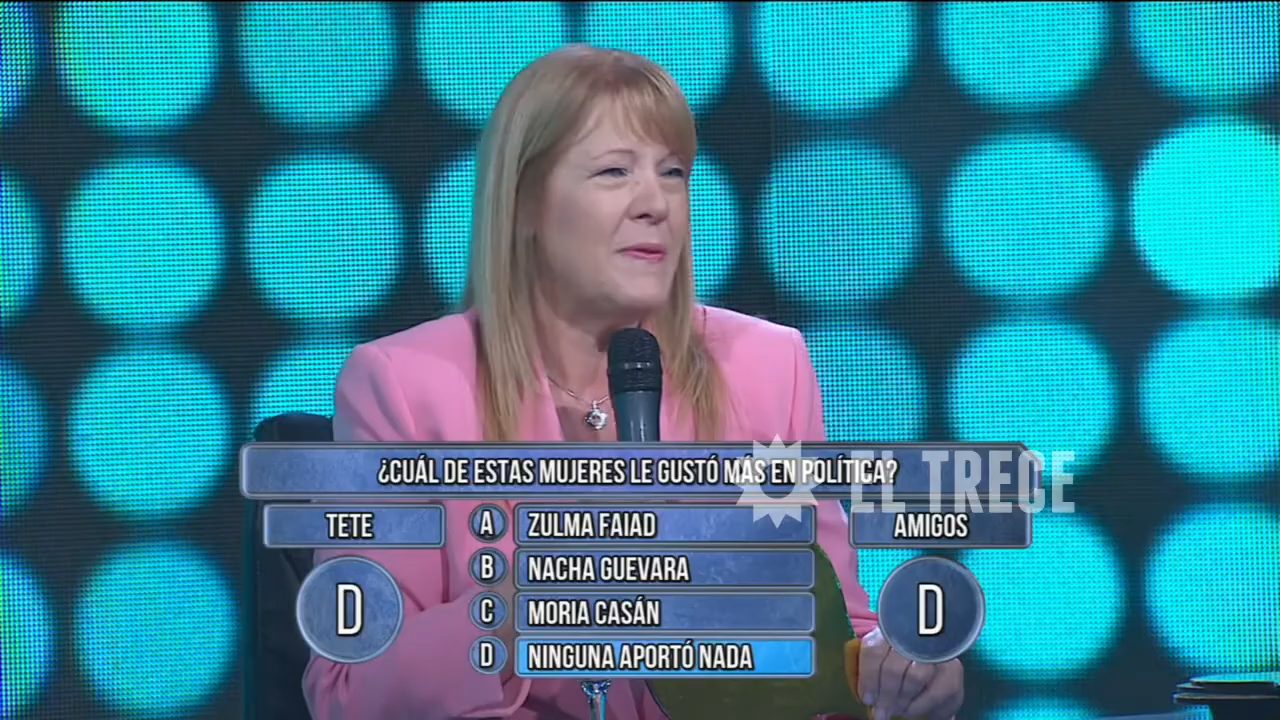 ¿CUÁL DE ESTAS MUJERES LE GUSTÓ MÁS EN POLÍTICA?
EL TRECE
TETE
A ZULMA FAIAD
AMIGOS
B NACHA GUEVARA
D
C MORIA CASÁN
D
D NINGUNA APORTÓ NADA